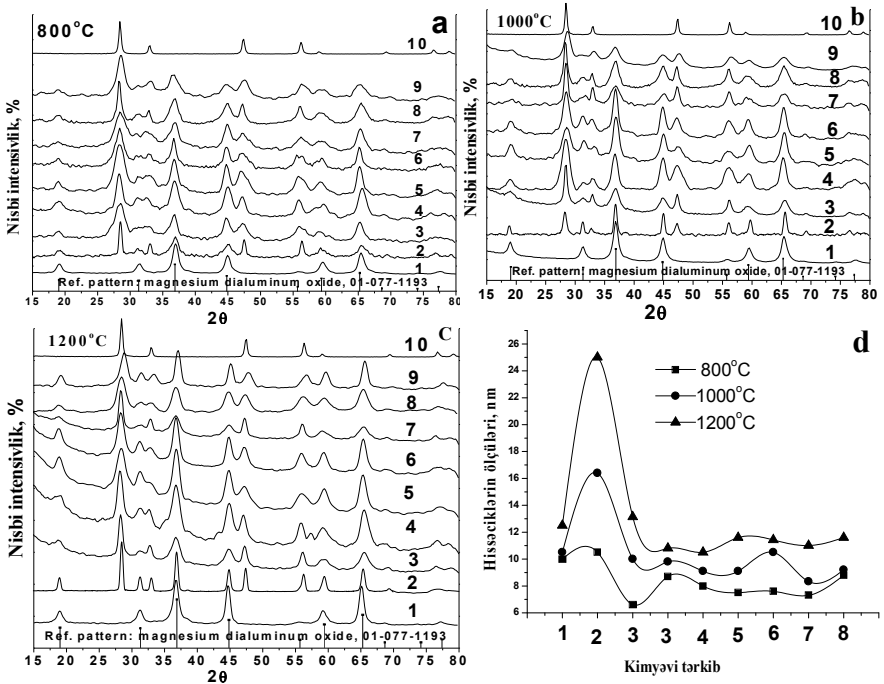 800°C
a
Nisbi intensivlik, %
10
9
8
7
6
5
4
3
2
1
Ref. pattern: magnesium dialuminum oxide, 01-077-1193
15 20 25 30 35 40 45 50 55 60 65 70 75 80
2θ
1000°C
b
Nisbi intensivlik, %
10
9
8
7
6
5
4
3
2
1
Ref. pattern: magnesium dialuminum oxide, 01-077-1193
15 20 25 30 35 40 45 50 55 60 65 70 75 80
2θ
1200°C
C
Nisbi intensivlik, %
10
9
8
7
6
5
4
3
2
1
Ref. pattern: magnesium dialuminum oxide, 01-077-1193
15 20 25 30 35 40 45 50 55 60 65 70 75 80
2θ
d
800°C
1000°C
1200°C
Hissəciklərin ölçüləri, nm
26
24
22
20
18
16
14
12
10
8
6
1 2 3 3 4 5 6 7 8
Kimyəvi tərkib